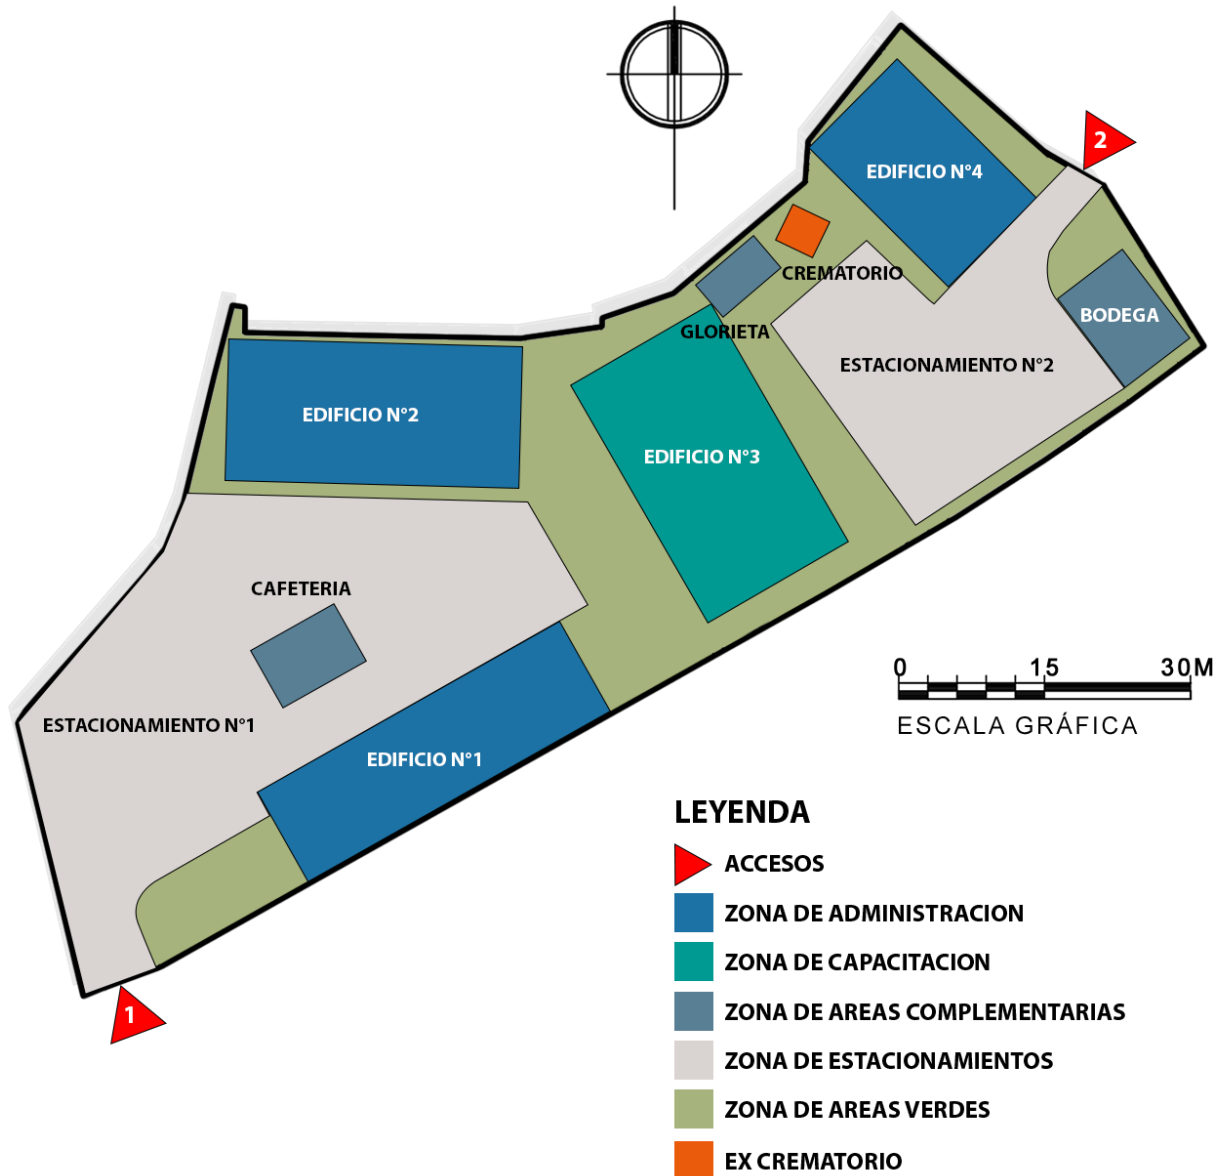 2
EDIFICIO N°4
CREMATORIO
BODEGA
GLORIETA
ESTACIONAMIENTO N°2
EDIFICIO N°2
EDIFICIO N°3
CAFETERIA
ESTACIONAMIENTO N°1
EDIFICIO N°1
1
0 15 30M
ESCALA GRÁFICA
LEYENDA
ACCESOS
ZONA DE ADMINISTRACION
ZONA DE CAPACITACION
ZONA DE AREAS COMPLEMENTARIAS
ZONA DE ESTACIONAMIENTOS
ZONA DE AREAS VERDES
EX CREMATORIO